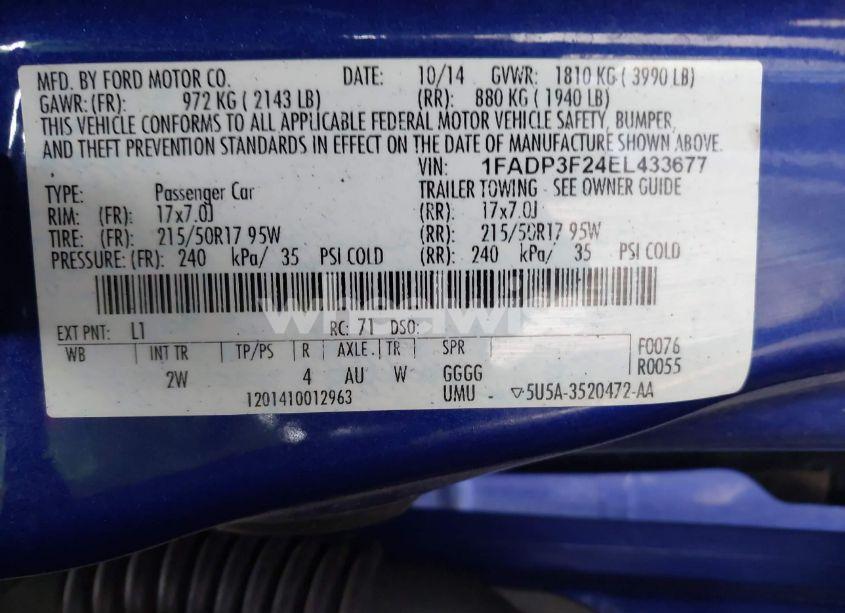 MFD. BY FORD MOTOR CO. DATE: 10/14 GVWR: 1810 KG ( 3990 LB)
GAWR: (FR): 972 KG ( 2143 LB) (RR): 880 KG ( 1940 LB)
THIS VEHICLE CONFORMS TO ALL APPLICABLE FEDERAL MOTOR VEHICLE SAFETY, BUMPER,
AND THEFT PREVENTION STANDARDS IN EFFECT ON THE DATE OF MANUFACTURE SHOWN ABOVE.
VIN: 1FADP3F24EL433677
TYPE: Passenger Car TRAILER TOWING - SEE OWNER GUIDE
RIM: (FR): 17x7.0J (RR): 17x7.0J
TIRE: (FR): 215/50R17 95W (RR): 215/50R17 95W
PRESSURE: (FR): 240 kPa/ 35 PSI COLD (RR): 240 kPa/ 35 PSI COLD
EXT PNT: L1 RC: 71 DSO: F0076
WB INT TR TP/PS R AXLE TR SPR R0055
2W 4 AU W GGGG
1201410012963 UMU ▽5U5A-3520472-AA